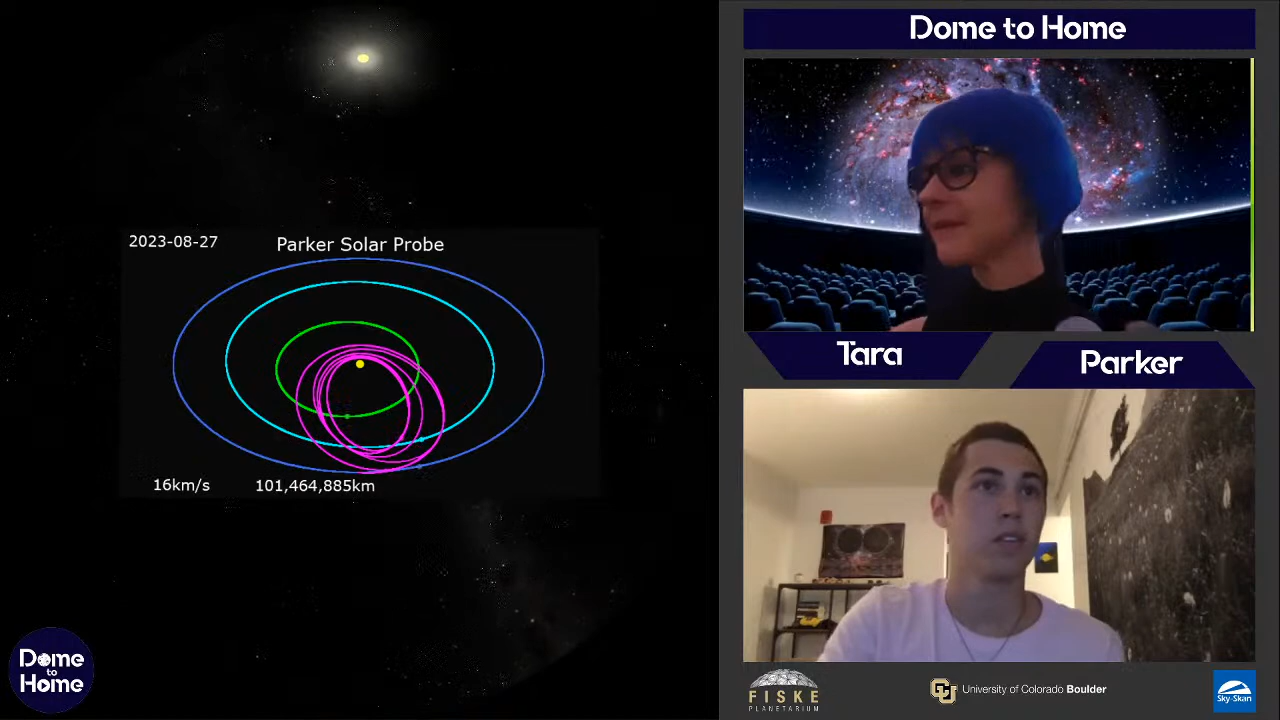 Dome to Home
2023-08-27
Parker Solar Probe
16km/s
101,464,885km
Tara
Parker
Dome
to
Home
FISKE
PLANETARIUM
CU
University of Colorado Boulder
Sky-Skan